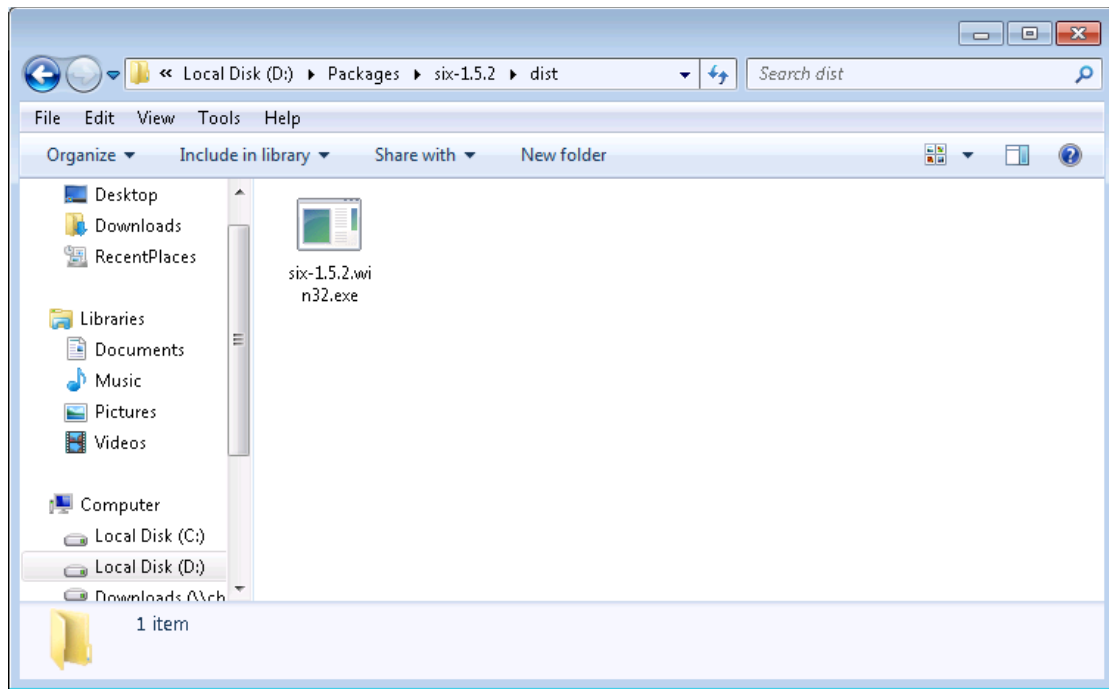 « Local Disk (D:) ▸ Packages ▸ six-1.5.2 ▸ dist
Search dist
File Edit View Tools Help
Organize Include in library Share with New folder
Desktop
Downloads
RecentPlaces
Libraries
Documents
Music
Pictures
Videos
Computer
Local Disk (C:)
Local Disk (D:)
Downloads (\\ch
six-1.5.2.wi
n32.exe
1 item